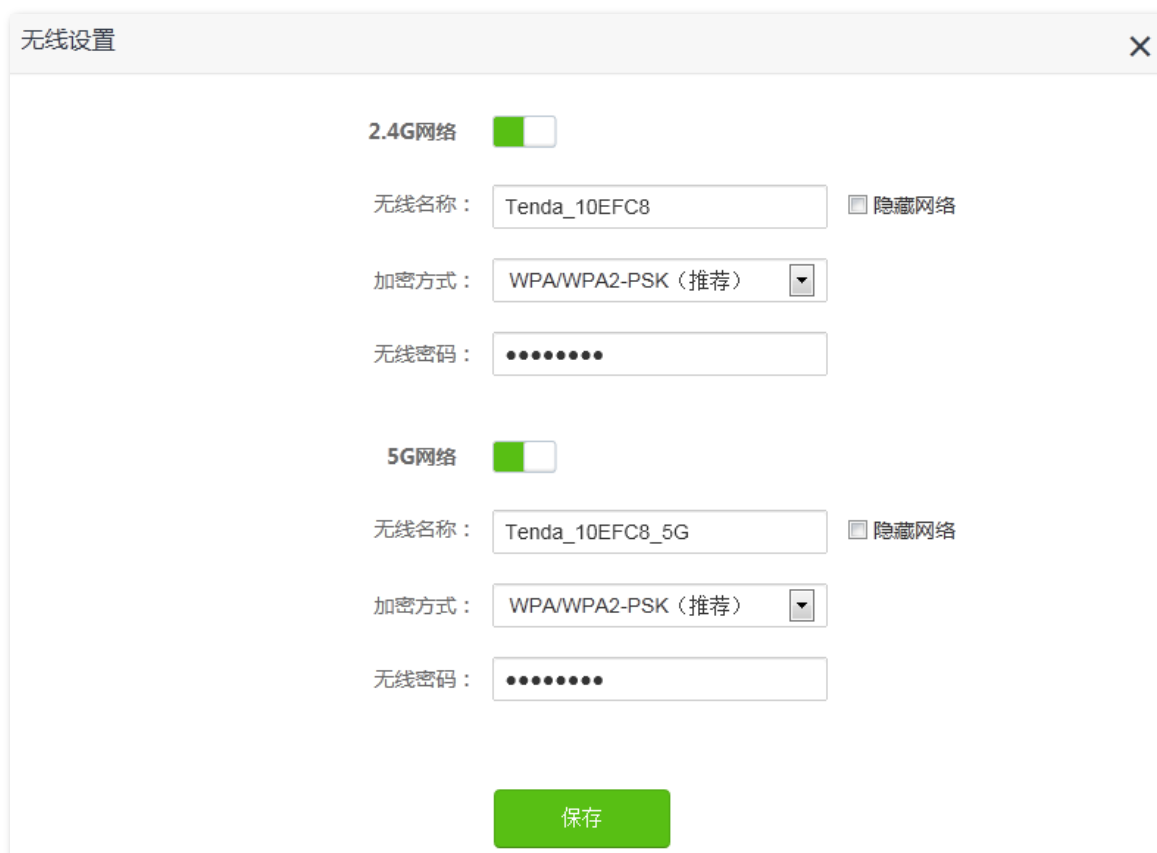 无线设置
2.4G网络
无线名称： Tenda_10EFC8 隐藏网络
加密方式： WPA/WPA2-PSK（推荐）
无线密码： ●●●●●●●●
5G网络
无线名称： Tenda_10EFC8_5G 隐藏网络
加密方式： WPA/WPA2-PSK（推荐）
无线密码： ●●●●●●●●
保存